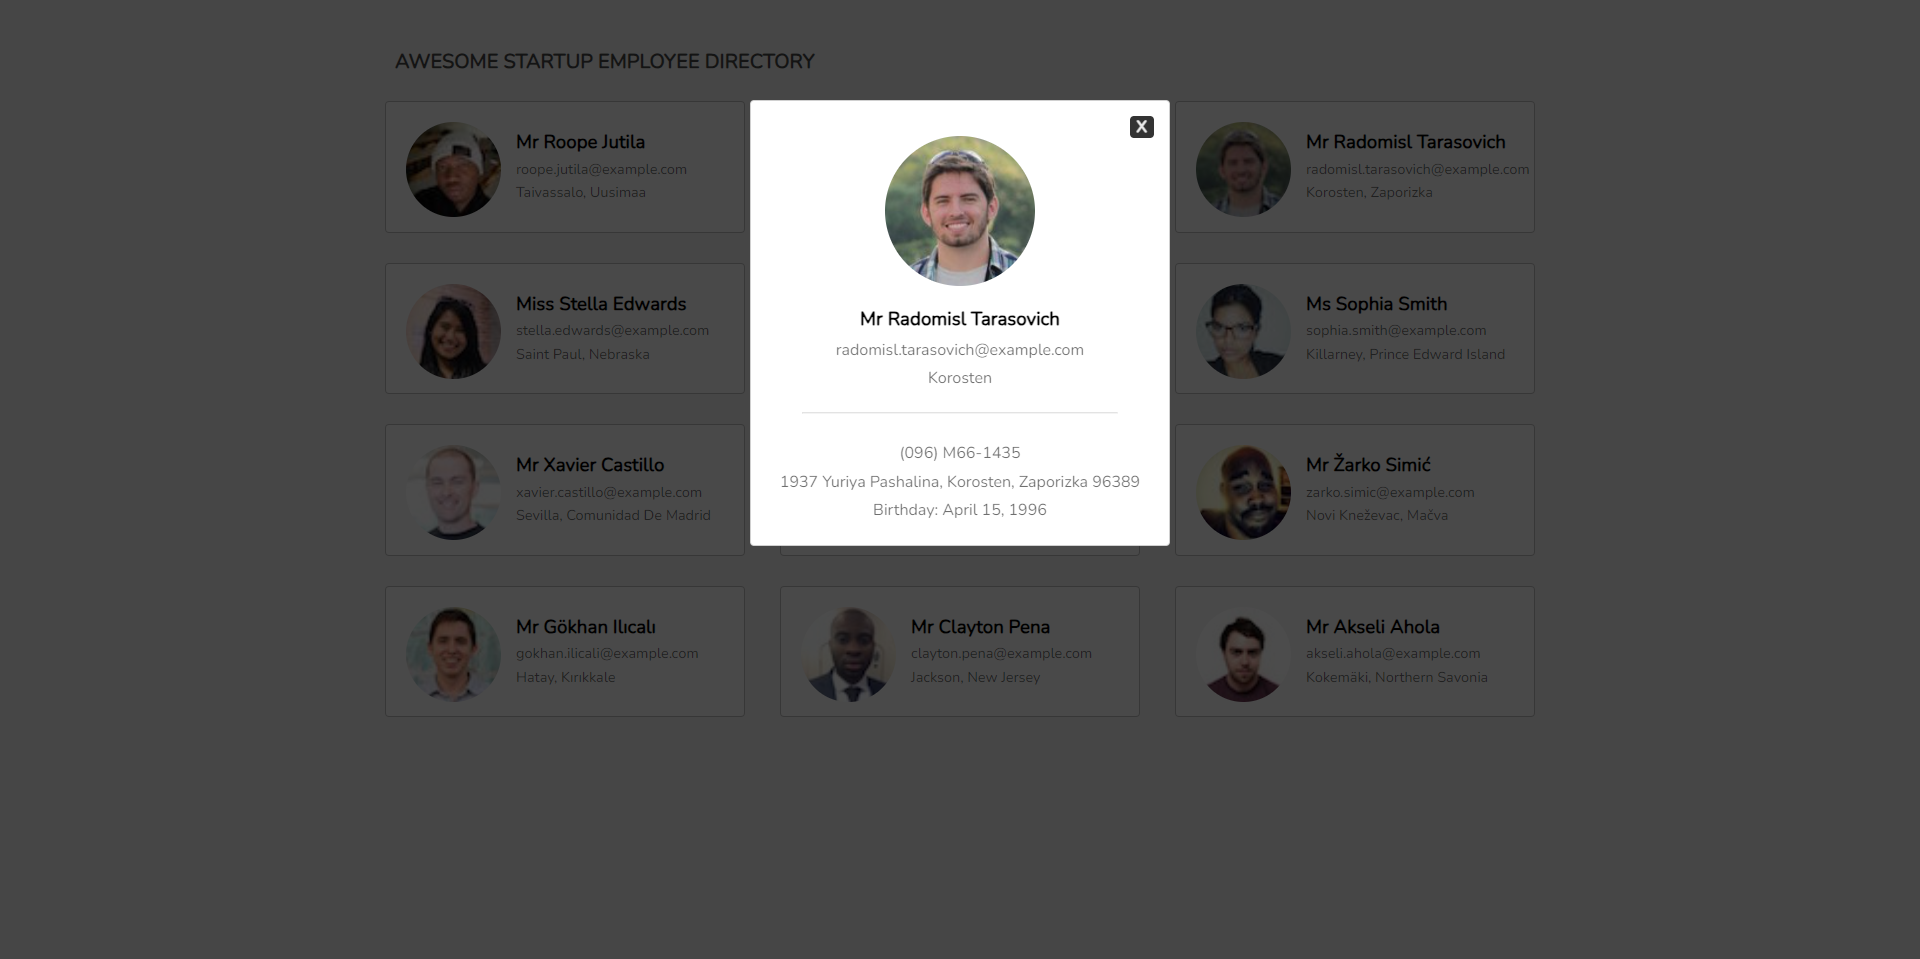 AWESOME STARTUP EMPLOYEE DIRECTORY
Mr Roope Jutila
roope.jutila@example.com
Taivassalo, Uusimaa
X
Mr Radomisl Tarasovich
radomisl.tarasovich@example.com
Korosten
(096) M66-1435
1937 Yuriya Pashalina, Korosten, Zaporizka 96389
Birthday: April 15, 1996
Mr Radomisl Tarasovich
radomisl.tarasovich@example.com
Korosten, Zaporizka
Miss Stella Edwards
stella.edwards@example.com
Saint Paul, Nebraska
Ms Sophia Smith
sophia.smith@example.com
Killarney, Prince Edward Island
Mr Xavier Castillo
xavier.castillo@example.com
Sevilla, Comunidad De Madrid
Mr Žarko Simić
zarko.simic@example.com
Novi Kneževac, Mačva
Mr Gökhan Ilıcalı
gokhan.ilicali@example.com
Hatay, Kırıkkale
Mr Clayton Pena
clayton.pena@example.com
Jackson, New Jersey
Mr Akseli Ahola
akseli.ahola@example.com
Kokemäki, Northern Savonia